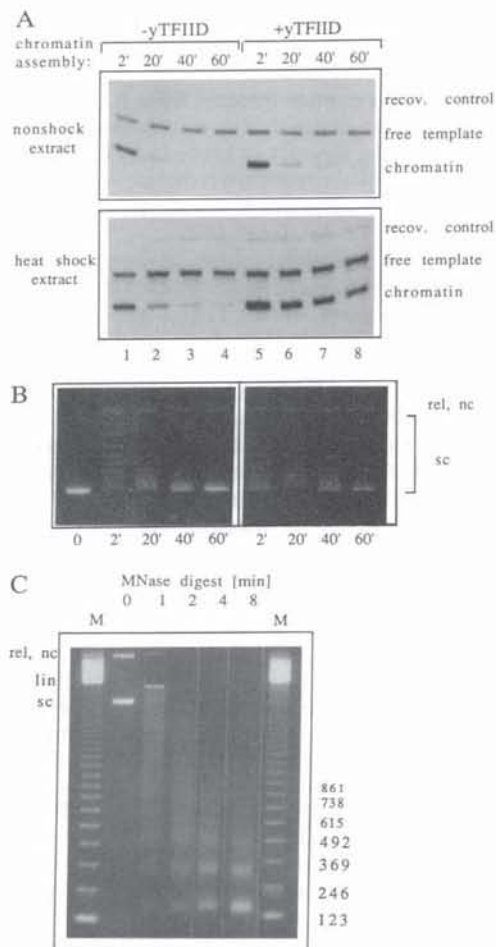 A
-yTFIID +yTFIID
chromatin
assembly:
2' 20' 40' 60' 2' 20' 40' 60'
nonshock
extract
recov. control
free template
chromatin
heat shock
extract
recov. control
free template
chromatin
1 2 3 4 5 6 7 8
B
rel, nc
sc
0 2' 20' 40' 60' 2' 20' 40' 60'
C
MNase digest [min]
0 1 2 4 8
M M
rel, nc
lin
sc
861
738
615
492
369
246
123